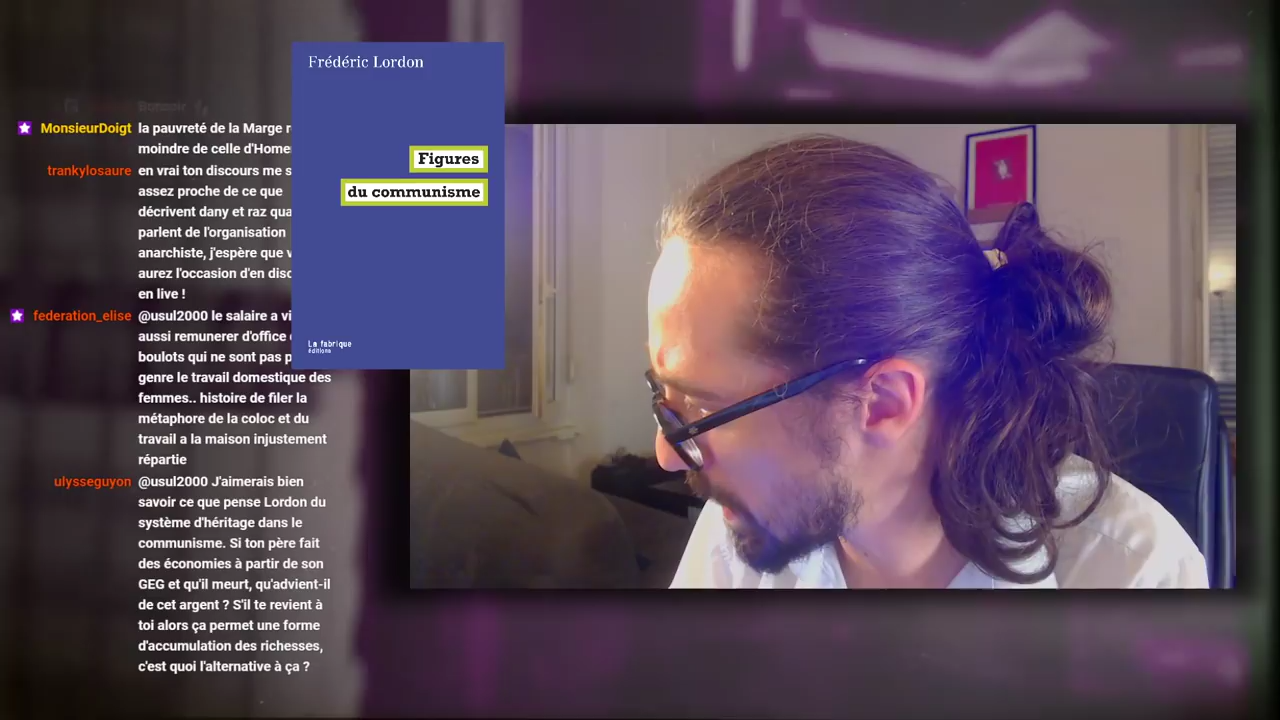 Frédéric Lordon
Figures
du communisme
La fabrique
éditions
Bonsoir
MonsieurDoigt la pauvreté de la Marge
moindre de celle d'Home
trankylosaure en vrai ton discours me
assez proche de ce que
décrivent dany et raz
parlent de l'organisation
anarchiste, j'espère que
aurez l'occasion d'en
en live !
federation_elise @usul2000 le salaire a
aussi remunerer d'office
boulots qui ne sont pas
genre le travail domestique des
femmes.. histoire de filer la
métaphore de la coloc et du
travail a la maison injustement
répartie
ulysseguyon @usul2000 J'aimerais bien
savoir ce que pense Lordon du
système d'héritage dans le
communisme. Si ton père fait
des économies à partir de son
GEG et qu'il meurt, qu'advient-il
de cet argent ? S'il te revient à
toi alors ça permet une forme
d'accumulation des richesses,
c'est quoi l'alternative à ça ?